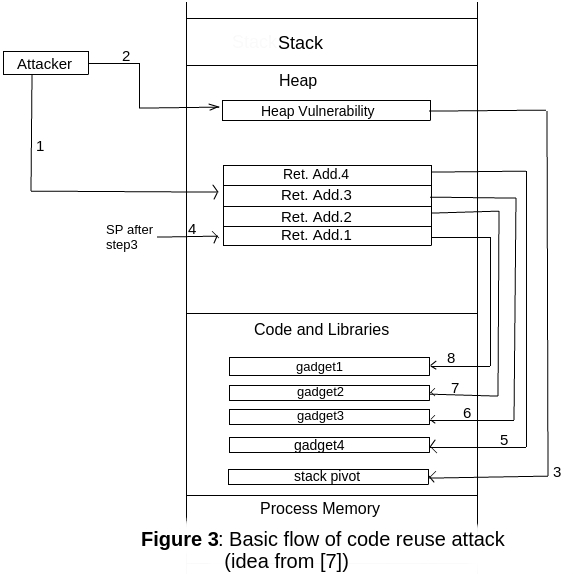 Stack
Attacker
2
Heap
Heap Vulnerability
1
Ret. Add.4
Ret. Add.3
Ret. Add.2
Ret. Add.1
SP after
step3
4
Code and Libraries
gadget1
8
gadget2
7
gadget3
6
gadget4
5
stack pivot
3
Process Memory
Figure 3: Basic flow of code reuse attack
(idea from [7])